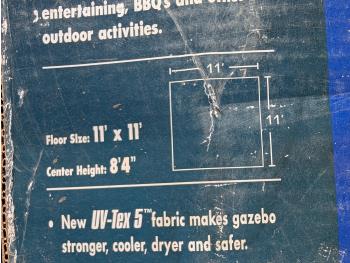 entertaining, BBQ's and other
outdoor activities.
11'
Floor Size: 11' x 11'
11'
Center Height: 8'4"
• New UV-Tex 5™ fabric makes gazebo
stronger, cooler, dryer and safer.